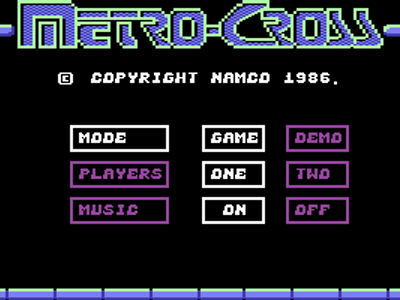 METRO-CROSS
© COPYRIGHT NAMCO 1986.
MODE GAME DEMO
PLAYERS ONE TWO
MUSIC ON OFF